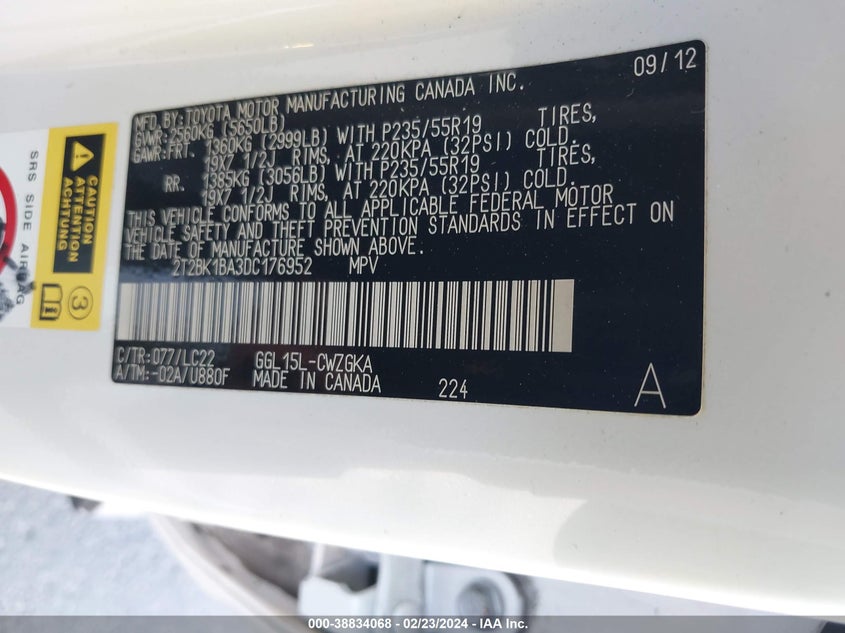 09/12
MFD.BY:TOYOTA MOTOR MANUFACTURING CANADA INC.
GVWR:2560KG (5650LB)
GAWR:FRT. 1360KG (2999LB) WITH P235/55R19 TIRES,
19X7 1/2J RIMS, AT 220KPA (32PSI) COLD.
RR. 1385KG (3056LB) WITH P235/55R19 TIRES,
19X7 1/2J RIMS, AT 220KPA (32PSI) COLD.
THIS VEHICLE CONFORMS TO ALL APPLICABLE FEDERAL MOTOR
VEHICLE SAFETY AND THEFT PREVENTION STANDARDS IN EFFECT ON
THE DATE OF MANUFACTURE SHOWN ABOVE.
2T2BK1BA3DC176952 MPV
C/TR:077/LC22 GGL15L-CWZGKA
A/TM:-02A/U880F MADE IN CANADA 224 A
CAUTION
ATTENTION
ACHTUNG
SRS SIDE AIRBAG
3
000-38834068 - 02/23/2024 - IAA Inc.